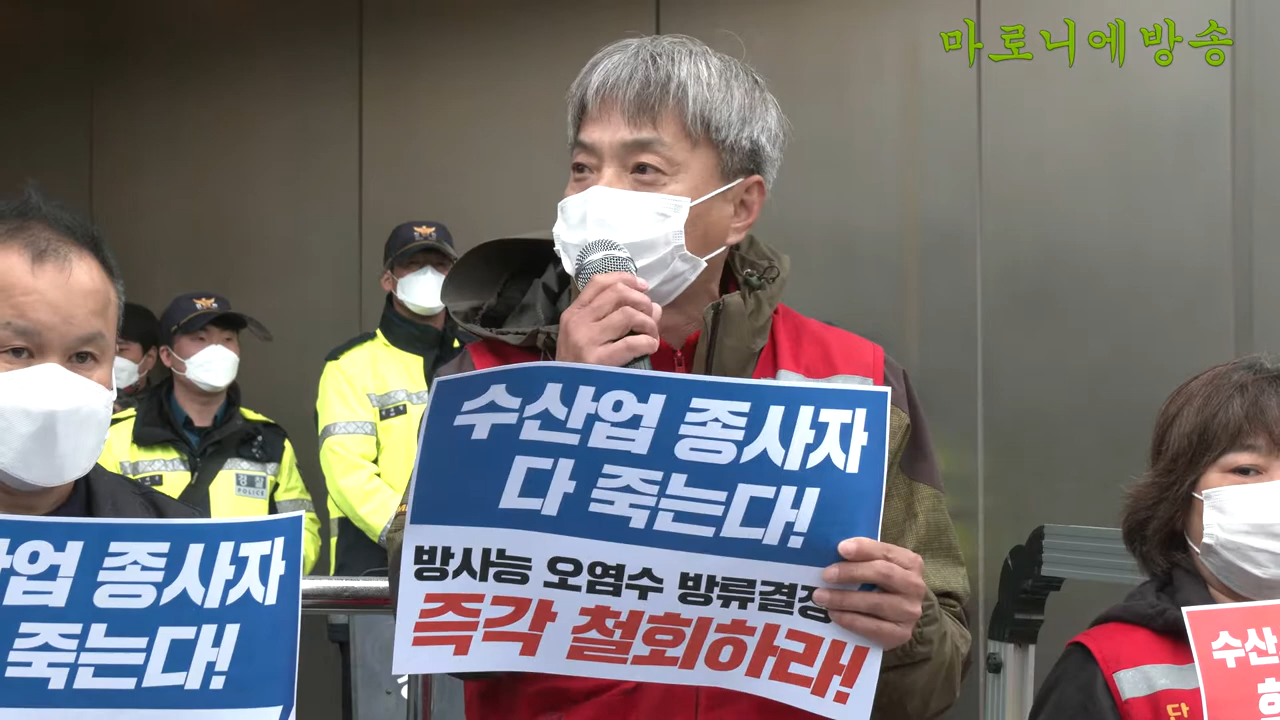 마로니에방송
수산업 종사자
다 죽는다!
방사능 오염수 방류결정
즉각 철회하라!
산업 종사자
죽는다!
경찰
POLICE
수산
단